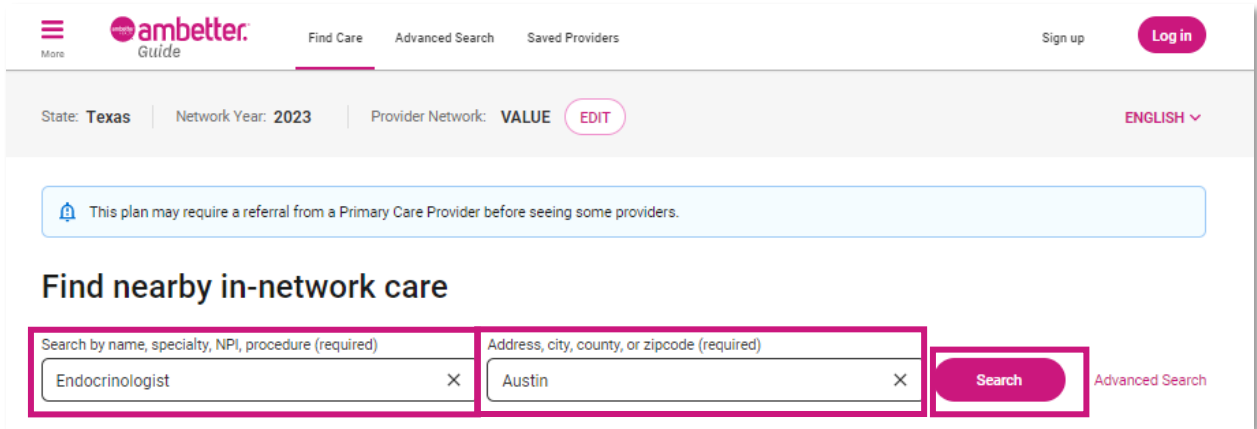 ambetter.
Guide
More
Find Care
Advanced Search
Saved Providers
Sign up
Log in
State: Texas
Network Year: 2023
Provider Network: VALUE
EDIT
ENGLISH
This plan may require a referral from a Primary Care Provider before seeing some providers.
Find nearby in-network care
Search by name, specialty, NPI, procedure (required)
Address, city, county, or zipcode (required)
Endocrinologist
Austin
Search
Advanced Search